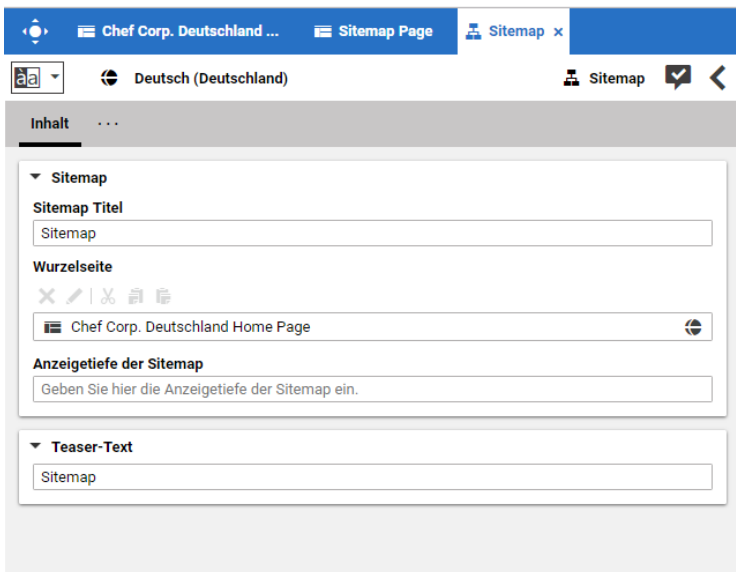 Chef Corp. Deutschland ... Sitemap Page Sitemap ×
àa Deutsch (Deutschland) Sitemap
Inhalt ...
Sitemap
Sitemap Titel
Sitemap
Wurzelseite
Chef Corp. Deutschland Home Page
Anzeigetiefe der Sitemap
Geben Sie hier die Anzeigetiefe der Sitemap ein.
Teaser-Text
Sitemap